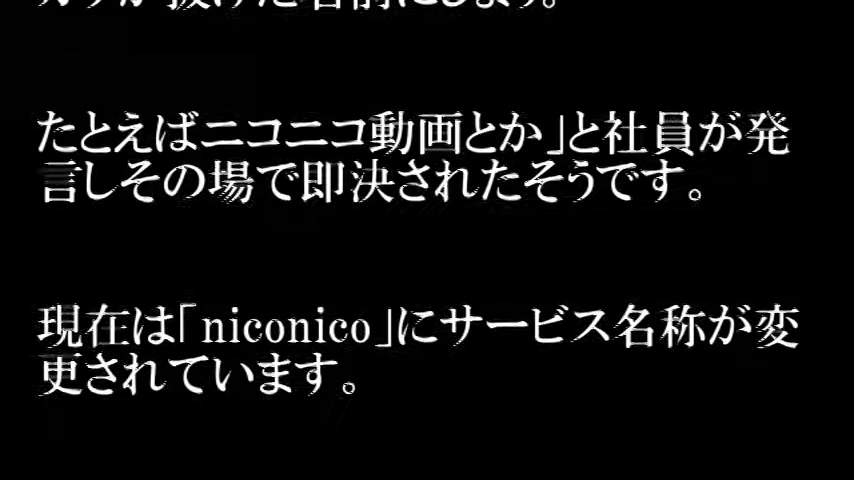 たとえばニコニコ動画とか」と社員が発
言しその場で即決されたそうです。
現在は「niconico」にサービス名称が変
更されています。